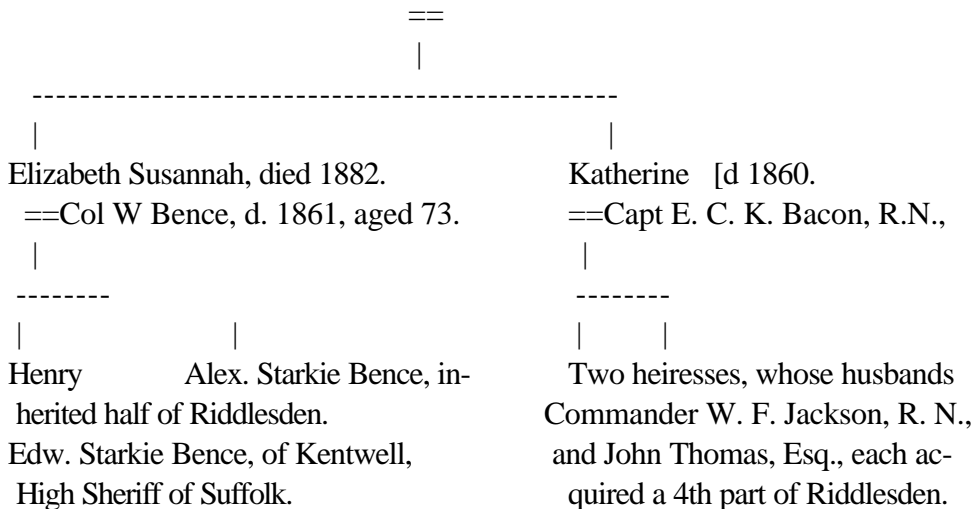 ==
|
-------------------------------------------------
| |
Elizabeth Susannah, died 1882. Katherine [d 1860.
==Col W Bence, d. 1861, aged 73. ==Capt E. C. K. Bacon, R.N.,
| |
-------- --------
| | | |
Henry Alex. Starkie Bence, in- Two heiresses, whose husbands
herited half of Riddlesden. Commander W. F. Jackson, R. N.,
Edw. Starkie Bence, of Kentwell, and John Thomas, Esq., each ac-
High Sheriff of Suffolk. quired a 4th part of Riddlesden.